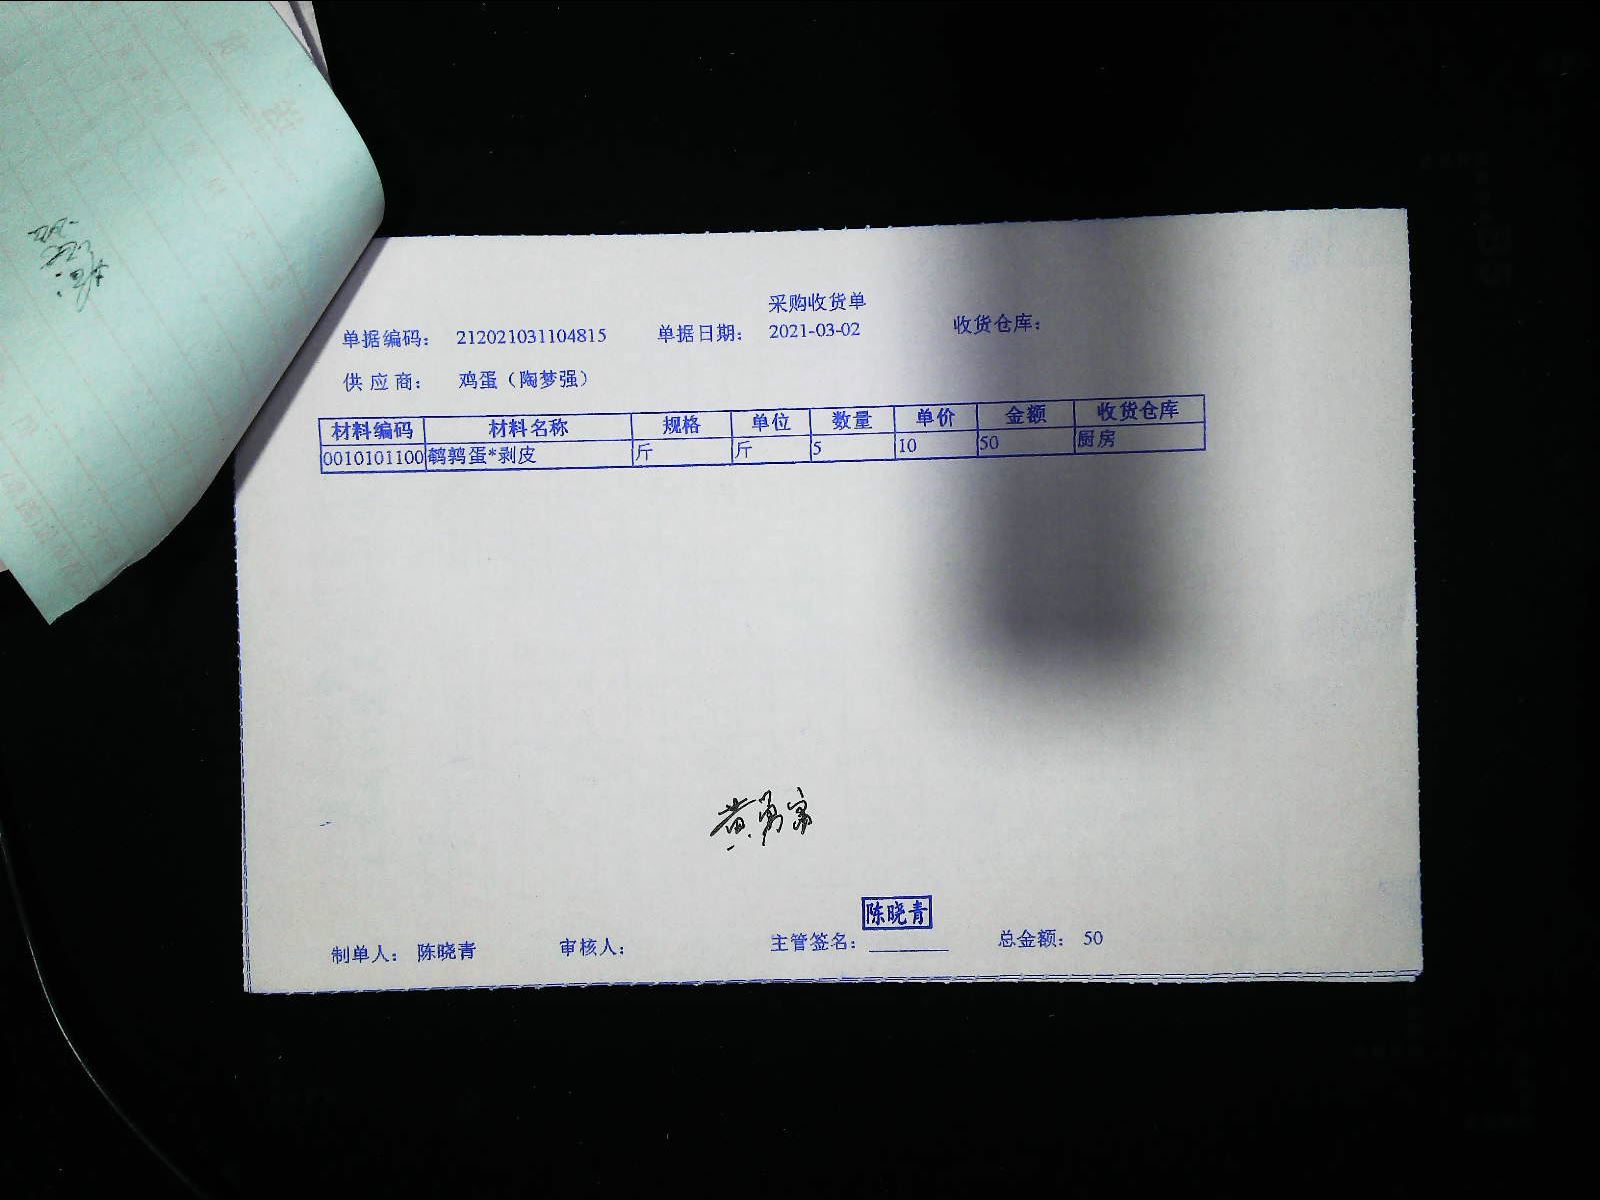 采购收货单
单据编码： 212021031104815 单据日期： 2021-03-02 收货仓库：
供应商： 鸡蛋（陶梦强）
材料编码 材料名称 规格 单位 数量 单价 金额 收货仓库
0010101100 鹌鹑蛋*剥皮 斤 斤 5 10 50 厨房
陈晓青
制单人： 陈晓青 审核人： 主管签名： 总金额： 50